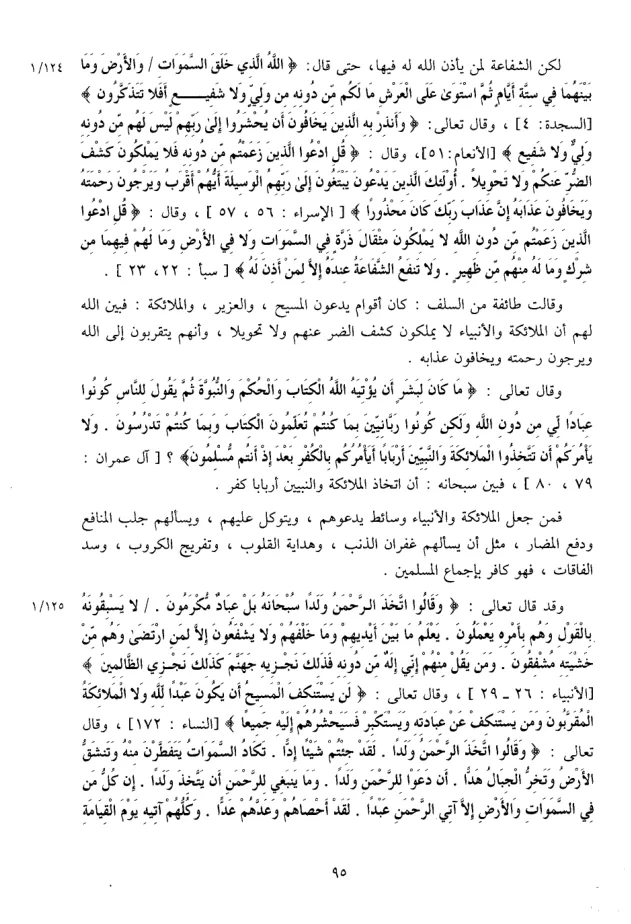 لكن الشفاعة لمن يأذن الله له فيها، حتى قال: ﴿ اللَّهُ الَّذي خَلَقَ السَّمَوَات / وَالأَرْضَ وَمَا ١/١٢٤
بَيْنَهُمَا فِي ستَّة أَيَّامٍ ثُمَّ اسْتَوَىٰ عَلَى الْعَرْشِ مَا لَكُم مِّن دُونِه مِن وَلِيّ وَلا شَفِيـــعٍ أَفَلا تَتَذَكَّرُونَ ﴾
[السجدة: ٤] ، وقال تعالى: ﴿ وَأَنذِرْ بِهِ الَّذِينَ يَخَافُونَ أَن يُحْشَرُوا إِلَىٰ رَبِّهِمْ لَيْسَ لَهُم مِّن دُونِه
وَلِيٌّ وَلا شَفِيع ﴾ [الأنعام: ٥١]، وقال : ﴿ قُلِ ادْعُوا الَّذِينَ زَعَمْتُم مِّن دُونِه فَلا يَمْلِكُونَ كَشْفَ
الضُّرّ عَنكُمْ وَلا تَحْوِيلاً . أُوْلَئِكَ الَّذِينَ يَدْعُونَ يَبْتَغُونَ إِلَىٰ رَبِّهِمُ الْوَسِيلَةَ أَيُّهُمْ أَقْرَبُ وَيَرْجُونَ رَحْمَتَهُ
وَيَخَافُونَ عَذَابَهُ إِنَّ عَذَابَ رَبِّكَ كَانَ مَحْذُورًا ﴾ [ الإسراء : ٥٦ ، ٥٧ ] ، وقال : ﴿ قُلِ ادْعُوا
الَّذِينَ زَعَمْتُم مِّن دُونِ اللَّهِ لا يَمْلِكُونَ مِثْقَالَ ذَرَّةٍ فِي السَّمَوَات وَلا فِي الأَرْضِ وَمَا لَهُمْ فِيهِمَا مِن
شِرْكٍ وَمَا لَهُ مِنْهُم مِّن ظَهِيرٍ . وَلا تَنفَعُ الشَّفَاعَةُ عِندَهُ إِلاَّ لِمَنْ أَذِنَ لَهُ ﴾ [ سبأ : ٢٢، ٢٣ ] .
وقالت طائفة من السلف : كان أقوام يدعون المسيح ، والعزير ، والملائكة : فبين الله
لهم أن الملائكة والأنبياء لا يملكون كشف الضر عنهم ولا تحويلا ، وأنهم يتقربون إلى الله
ويرجون رحمته ويخافون عذابه .
وقال تعالى : ﴿ مَا كَانَ لِبَشَرٍ أَن يُؤْتِيَهُ اللَّهُ الْكِتَابَ وَالْحُكْمَ وَالنُّبُوَّةَ ثُمَّ يَقُولَ لِلنَّاسِ كُونُوا
عِبَادًا لِّي مِن دُونِ اللَّهِ وَلَكِن كُونُوا رَبَّانِيِّينَ بِمَا كُنتُمْ تُعَلِّمُونَ الْكِتَابَ وَبِمَا كُنتُمْ تَدْرُسُونَ . وَلا
يَأْمُرَكُمْ أَن تَتَّخِذُوا الْمَلائِكَةَ وَالنَّبِيِّينَ أَرْبَابًا أَيَأْمُرُكُم بِالْكُفْرِ بَعْدَ إِذْ أَنتُم مُّسْلِمُونَ﴾ ؟ [ آل عمران :
٧٩ ، ٨٠ ] ، فبين سبحانه : أن اتخاذ الملائكة والنبيين أربابا كفر .
فمن جعل الملائكة والأنبياء وسائط يدعوهم ، ويتوكل عليهم ، ويسألهم جلب المنافع
ودفع المضار ، مثل أن يسألهم غفران الذنب ، وهداية القلوب ، وتفريج الكروب ، وسد
الفاقات ، فهو كافر بإجماع المسلمين .
وقد قال تعالى : ﴿ وَقَالُوا اتَّخَذَ الرَّحْمَنُ وَلَدًا سُبْحَانَهُ بَلْ عِبَادٌ مُّكْرَمُونَ . / لا يَسْبِقُونَهُ ١/١٢٥
بِالْقَوْلِ وَهُم بِأَمْرِهِ يَعْمَلُونَ . يَعْلَمُ مَا بَيْنَ أَيْدِيهِمْ وَمَا خَلْفَهُمْ وَلا يَشْفَعُونَ إِلاَّ لِمَنِ ارْتَضَىٰ وَهُم مِّنْ
خَشْيَتِهِ مُشْفِقُونَ . وَمَن يَقُلْ مِنْهُمْ إِنِّي إِلَهٌ مِّن دُونِهِ فَذَلِكَ نَجْزِيهِ جَهَنَّمَ كَذَلِكَ نَجْزِي الظَّالِمِينَ ﴾
[الأنبياء : ٢٦ ـ ٢٩ ] ، وقال تعالى : ﴿ لَن يَسْتَنكِفَ الْمَسِيحُ أَن يَكُونَ عَبْدًا لِّلَّهِ وَلا الْمَلائِكَةُ
الْمُقَرَّبُونَ وَمَن يَسْتَنكِفْ عَنْ عِبَادَتِهِ وَيَسْتَكْبِرْ فَسَيَحْشُرُهُمْ إِلَيْهِ جَمِيعًا ﴾ [النساء : ١٧٢] ، وقال
تعالى : ﴿ وَقَالُوا اتَّخَذَ الرَّحْمَنُ وَلَدًا . لَقَدْ جِئْتُمْ شَيْئًا إِدًّا . تَكَادُ السَّمَوَاتُ يَتَفَطَّرْنَ مِنْهُ وَتَنشَقُّ
الأَرْضُ وَتَخِرُّ الْجِبَالُ هَدًّا . أَن دَعَوْا لِلرَّحْمَنِ وَلَدًا . وَمَا يَنبَغِي لِلرَّحْمَنِ أَن يَتَّخِذَ وَلَدًا . إِن كُلُّ مَن
فِي السَّمَوَاتِ وَالأَرْضِ إِلاَّ آتِي الرَّحْمَنِ عَبْدًا . لَقَدْ أَحْصَاهُمْ وَعَدَّهُمْ عَدًّا . وَكُلُّهُمْ آتِيهِ يَوْمَ الْقِيَامَةِ
٩٥